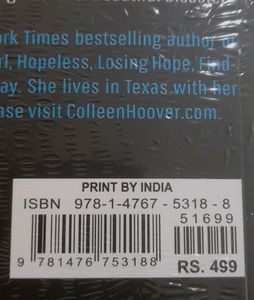 ork Times bestselling author of
rl, Hopeless, Losing Hope, Find-
ay. She lives in Texas with her
ase visit ColleenHoover.com.
PRINT BY INDIA
ISBN 978-1-4767-5318-8
51699
9 781476 753188
RS. 499